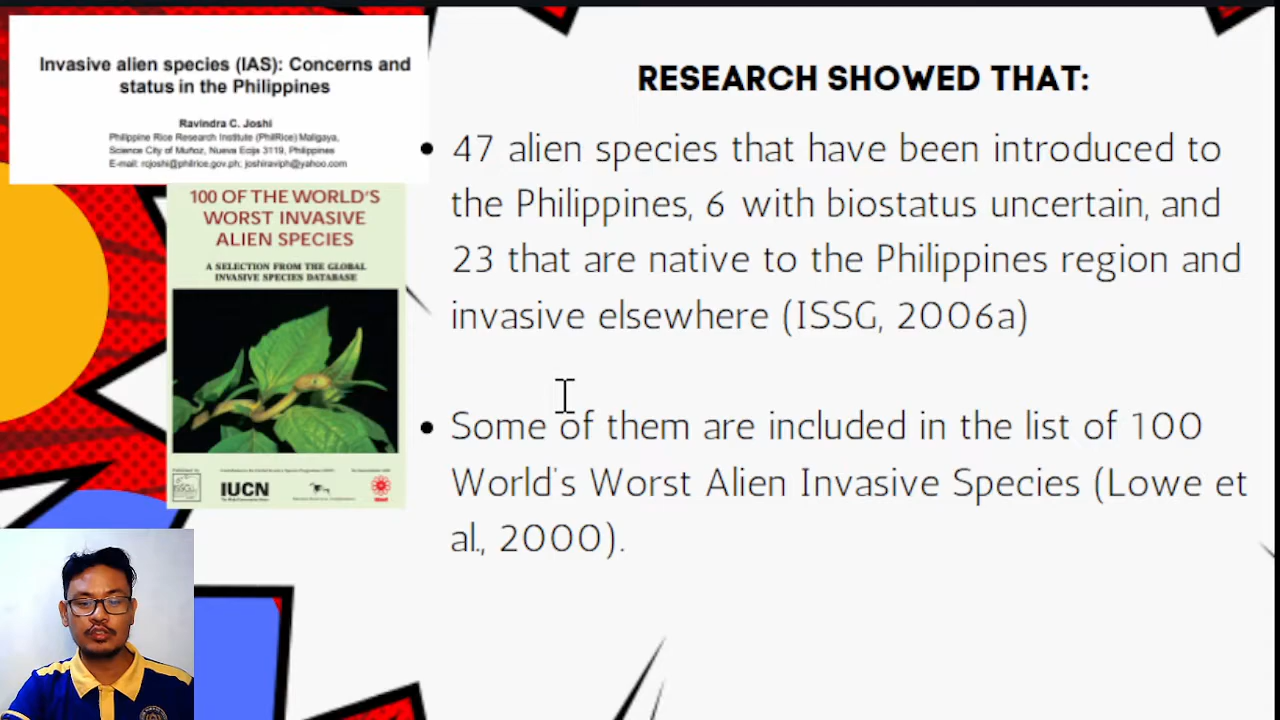 Invasive alien species (IAS): Concerns and
status in the Philippines
Ravindra C. Joshi
Philippine Rice Research Institute (PhilRice) Maligaya,
Science City of Muñoz, Nueva Ecija 3119, Philippines
E-mail: rcjoshi@philrice.gov.ph; joshiraviph@yahoo.com
100 OF THE WORLD'S
WORST INVASIVE
ALIEN SPECIES
A SELECTION FROM THE GLOBAL
INVASIVE SPECIES DATABASE
IUCN
RESEARCH SHOWED THAT:
• 47 alien species that have been introduced to
the Philippines, 6 with biostatus uncertain, and
23 that are native to the Philippines region and
invasive elsewhere (ISSG, 2006a)
• Some of them are included in the list of 100
World's Worst Alien Invasive Species (Lowe et
al., 2000).